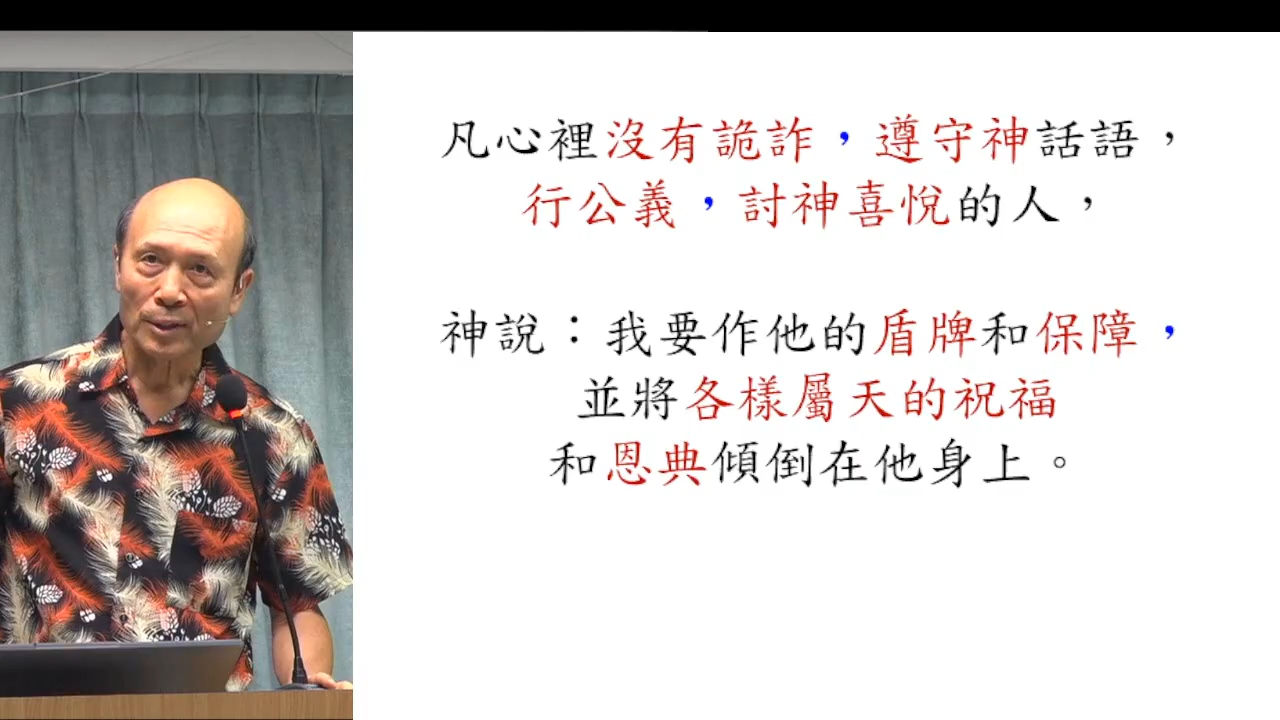 凡心裡沒有詭詐，遵守神話語，
行公義，討神喜悅的人，
神說：我要作他的盾牌和保障，
並將各樣屬天的祝福
和恩典傾倒在他身上。